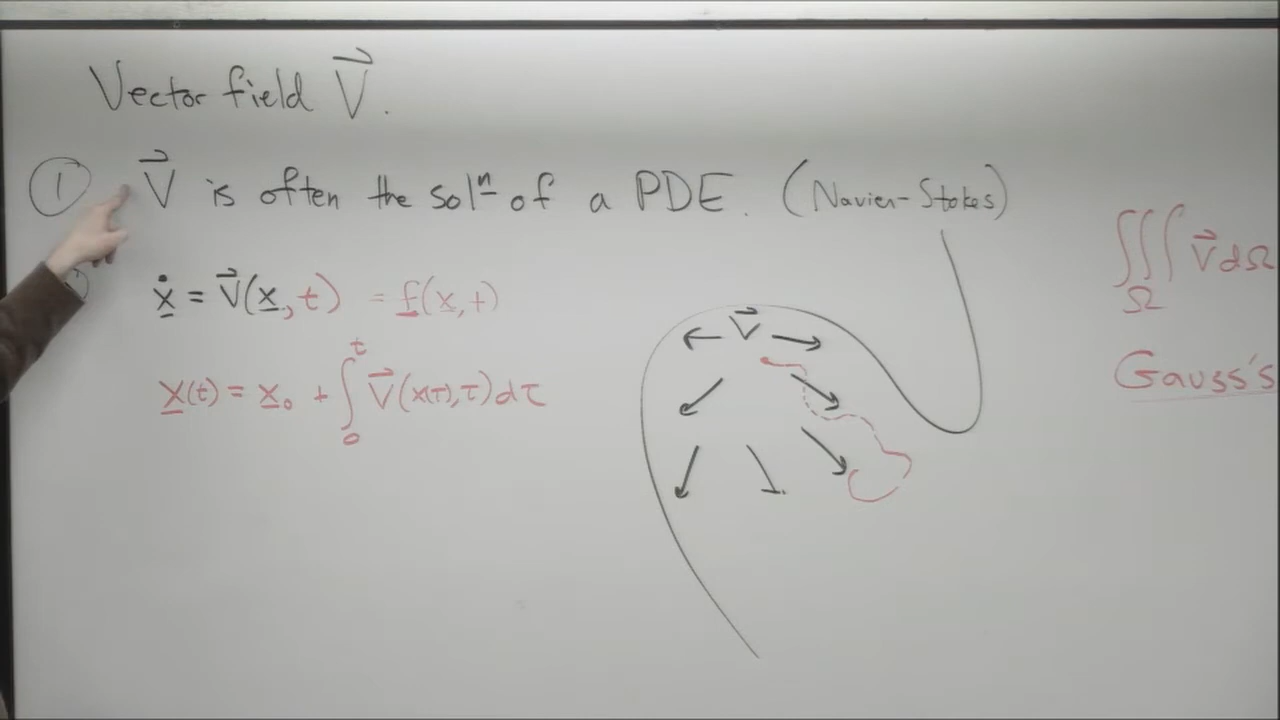 Vector field V⃗.
① V⃗ is often the solⁿ of a PDE. (Navier-Stokes)
ẋ = V⃗(x,t) = f(x,t)
x(t) = x₀ + ∫₀ᵗ V⃗(x(τ),τ)dτ
V⃗
∭_Ω V⃗dΩ
Gauss's